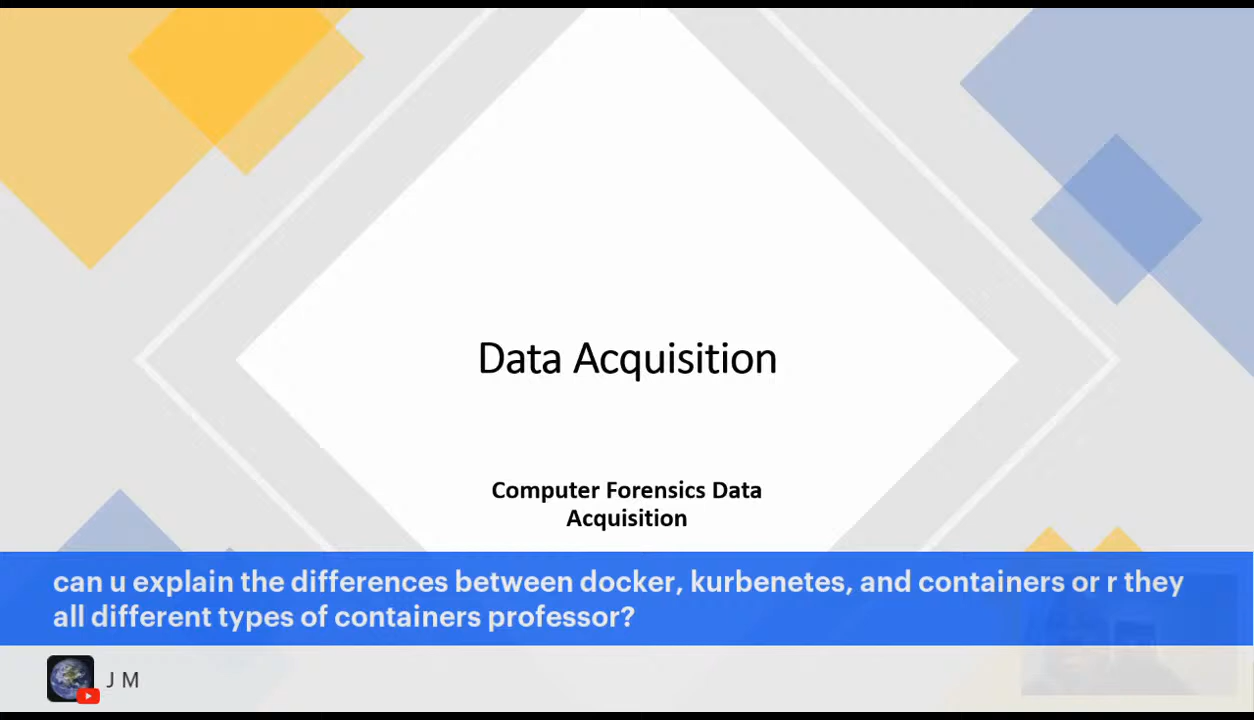 Data Acquisition
Computer Forensics Data
Acquisition
can u explain the differences between docker, kurbenetes, and containers or r they
all different types of containers professor?
J M